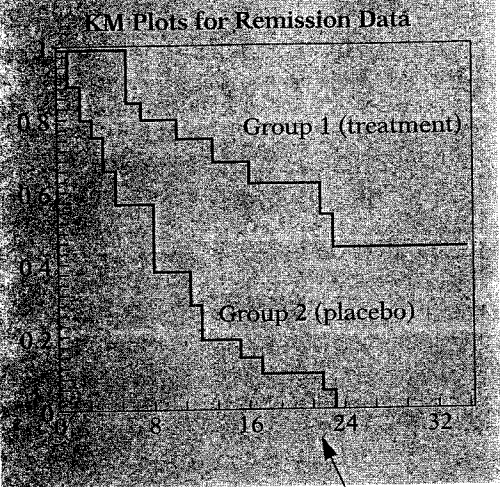 KM Plots for Remission Data
1
0.8
Group 1 (treatment)
0.6
0.4
Group 2 (placebo)
0.2
0
0 8 16 24 32